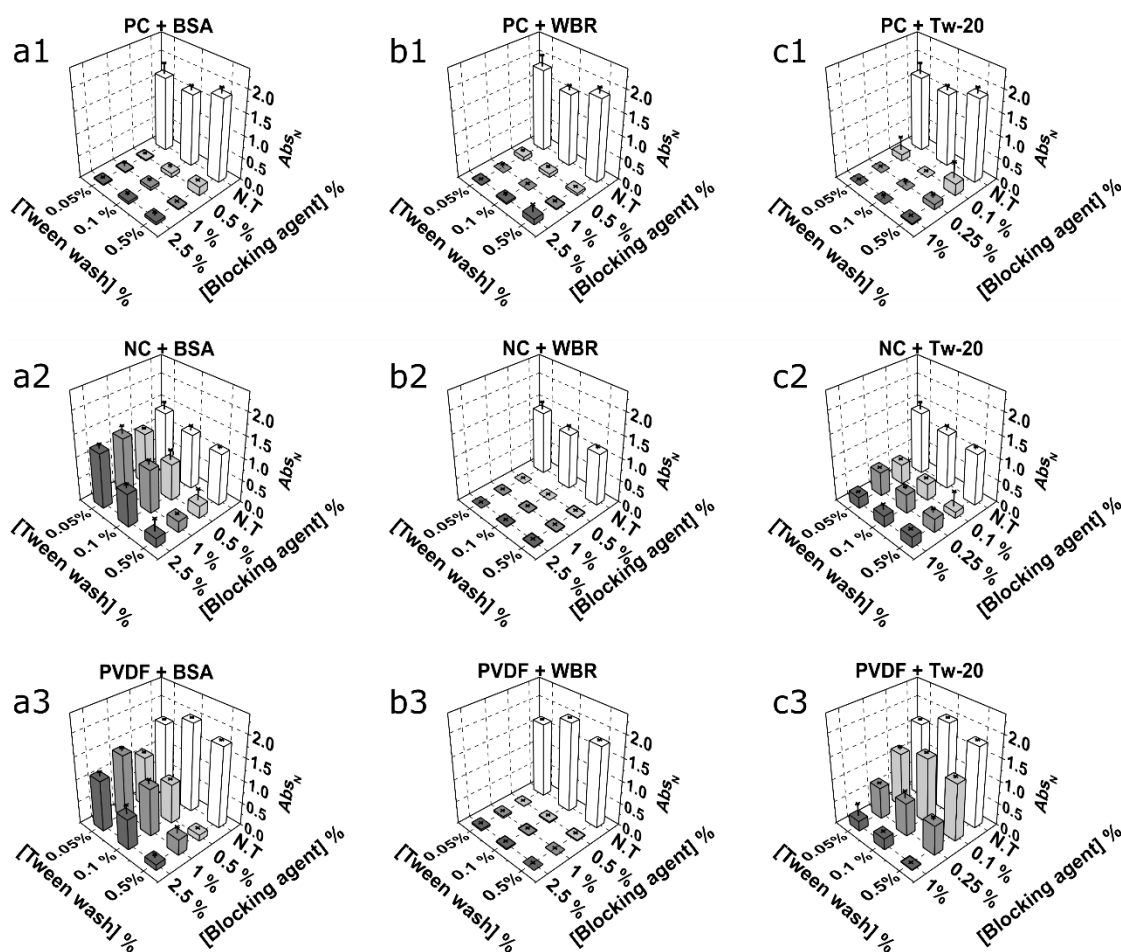 a1
PC + BSA
2.0
1.5
1.0
0.5
0.0
Abs_N
0.05%
0.1 %
0.5%
[Tween wash] %
N.T
0.5 %
1 %
2.5 %
[Blocking agent] %
b1
PC + WBR
2.0
1.5
1.0
0.5
0.0
Abs_N
0.05%
0.1 %
0.5%
[Tween wash] %
N.T
0.5 %
1 %
2.5 %
[Blocking agent] %
c1
PC + Tw-20
2.0
1.5
1.0
0.5
0.0
Abs_N
0.05%
0.1 %
0.5%
[Tween wash] %
N.T
0.1 %
0.25 %
1%
[Blocking agent] %
a2
NC + BSA
2.0
1.5
1.0
0.5
0.0
Abs_N
0.05%
0.1 %
0.5%
[Tween wash] %
N.T
0.5 %
1 %
2.5 %
[Blocking agent] %
b2
NC + WBR
2.0
1.5
1.0
0.5
0.0
Abs_N
0.05%
0.1 %
0.5%
[Tween wash] %
N.T
0.5 %
1 %
2.5 %
[Blocking agent] %
c2
NC + Tw-20
2.0
1.5
1.0
0.5
0.0
Abs_N
0.05%
0.1 %
0.5%
[Tween wash] %
N.T
0.1 %
0.25 %
1%
[Blocking agent] %
a3
PVDF + BSA
2.0
1.5
1.0
0.5
0.0
Abs_N
0.05%
0.1 %
0.5%
[Tween wash] %
N.T
0.5 %
1 %
2.5 %
[Blocking agent] %
b3
PVDF + WBR
2.0
1.5
1.0
0.5
0.0
Abs_N
0.05%
0.1 %
0.5%
[Tween wash] %
N.T
0.5 %
1 %
2.5 %
[Blocking agent] %
c3
PVDF + Tw-20
2.0
1.5
1.0
0.5
0.0
Abs_N
0.05%
0.1 %
0.5%
[Tween wash] %
N.T
0.1 %
0.25 %
1%
[Blocking agent] %